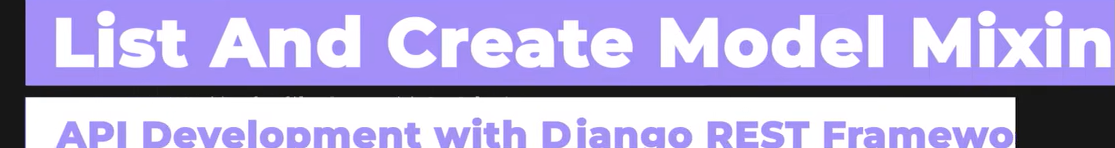 List And Create Model Mixin
API Development with Django REST Framewo